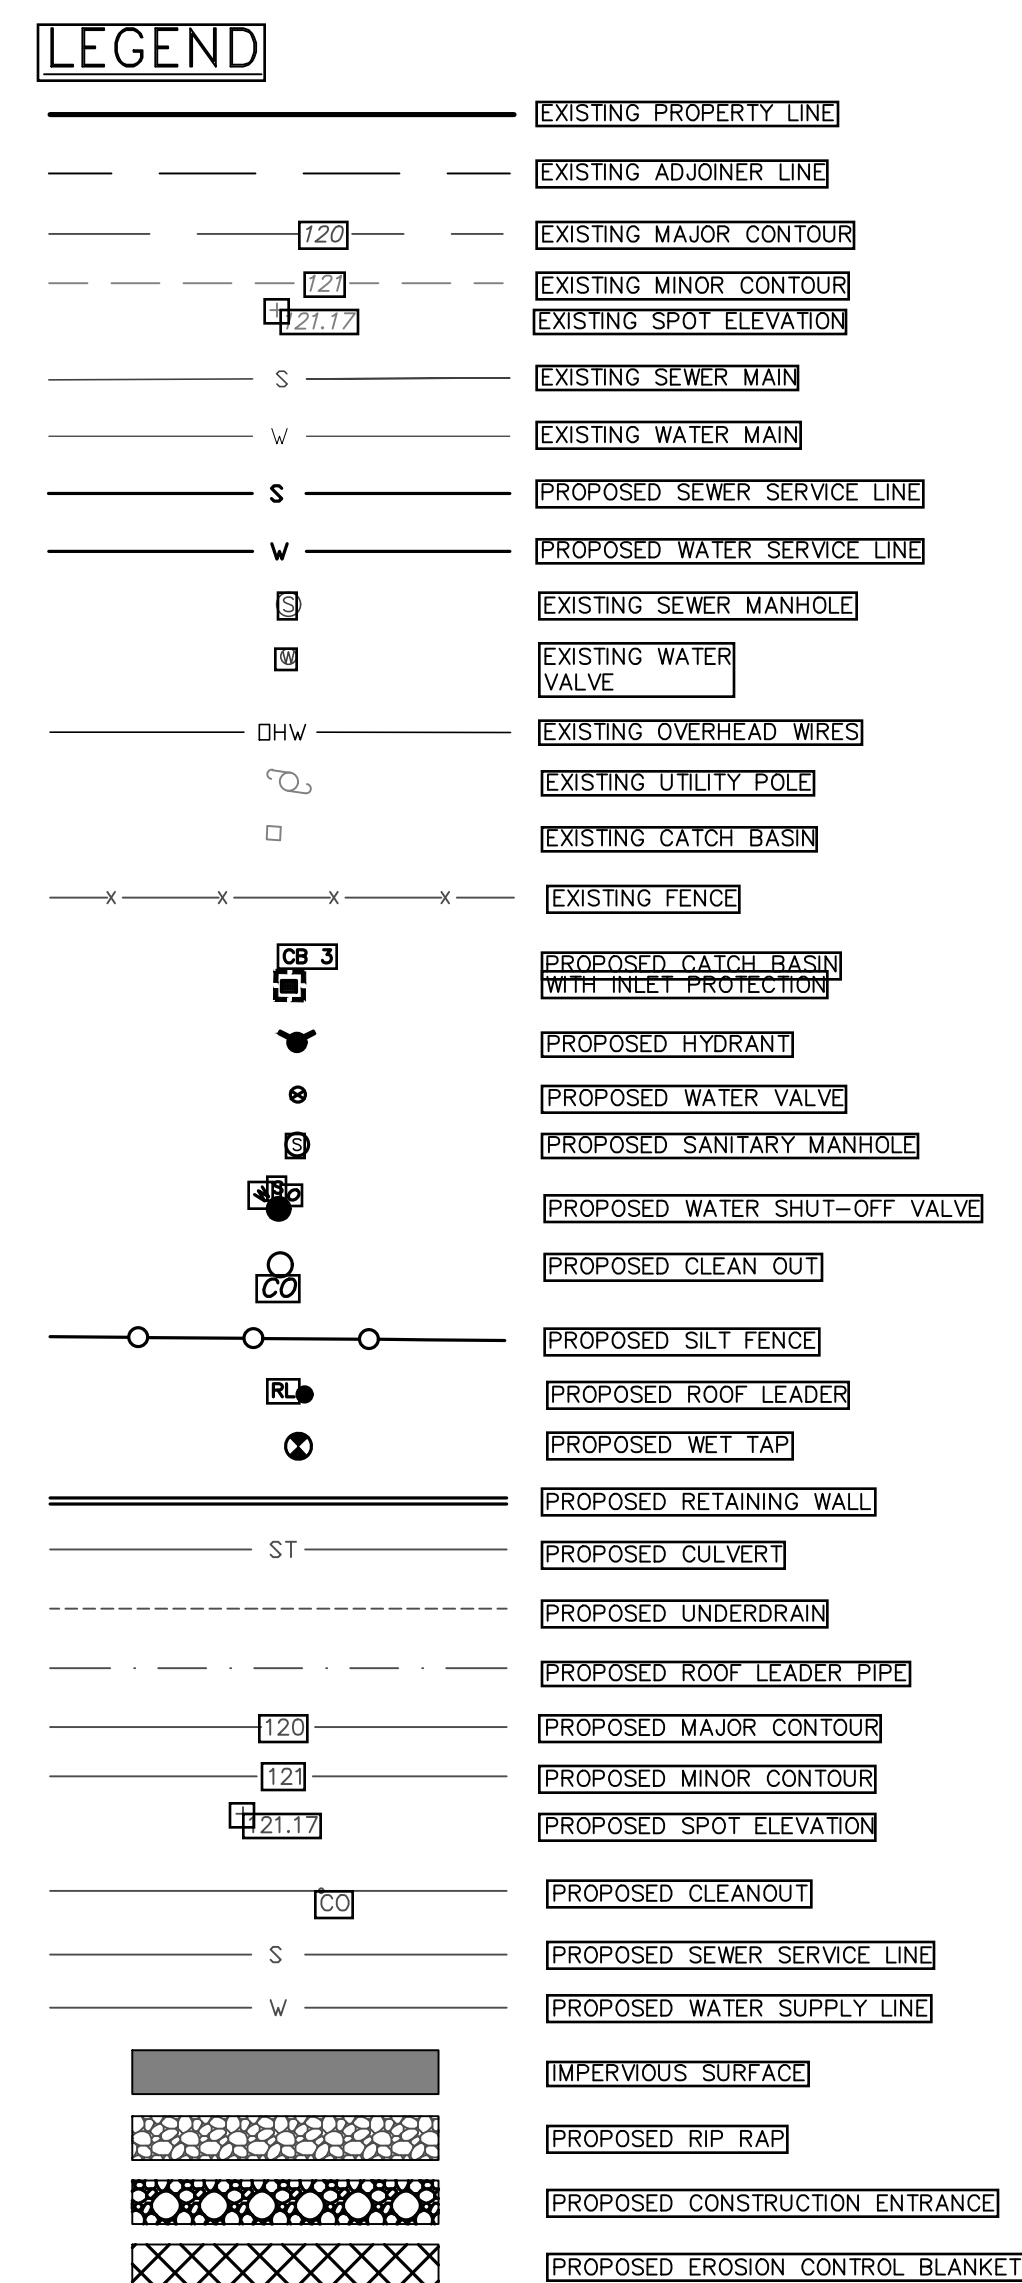 LEGEND
EXISTING PROPERTY LINE
EXISTING ADJOINER LINE
120 EXISTING MAJOR CONTOUR
121 EXISTING MINOR CONTOUR
121.17 EXISTING SPOT ELEVATION
S EXISTING SEWER MAIN
W EXISTING WATER MAIN
S PROPOSED SEWER SERVICE LINE
W PROPOSED WATER SERVICE LINE
S EXISTING SEWER MANHOLE
W EXISTING WATER
VALVE
OHW EXISTING OVERHEAD WIRES
EXISTING UTILITY POLE
EXISTING CATCH BASIN
X X X X EXISTING FENCE
CB 3 PROPOSED CATCH BASIN
WITH INLET PROTECTION
PROPOSED HYDRANT
PROPOSED WATER VALVE
S PROPOSED SANITARY MANHOLE
WSO PROPOSED WATER SHUT-OFF VALVE
PROPOSED CLEAN OUT
CO
PROPOSED SILT FENCE
RL PROPOSED ROOF LEADER
PROPOSED WET TAP
PROPOSED RETAINING WALL
ST PROPOSED CULVERT
PROPOSED UNDERDRAIN
PROPOSED ROOF LEADER PIPE
120 PROPOSED MAJOR CONTOUR
121 PROPOSED MINOR CONTOUR
121.17 PROPOSED SPOT ELEVATION
CO PROPOSED CLEANOUT
S PROPOSED SEWER SERVICE LINE
W PROPOSED WATER SUPPLY LINE
IMPERVIOUS SURFACE
PROPOSED RIP RAP
PROPOSED CONSTRUCTION ENTRANCE
PROPOSED EROSION CONTROL BLANKET